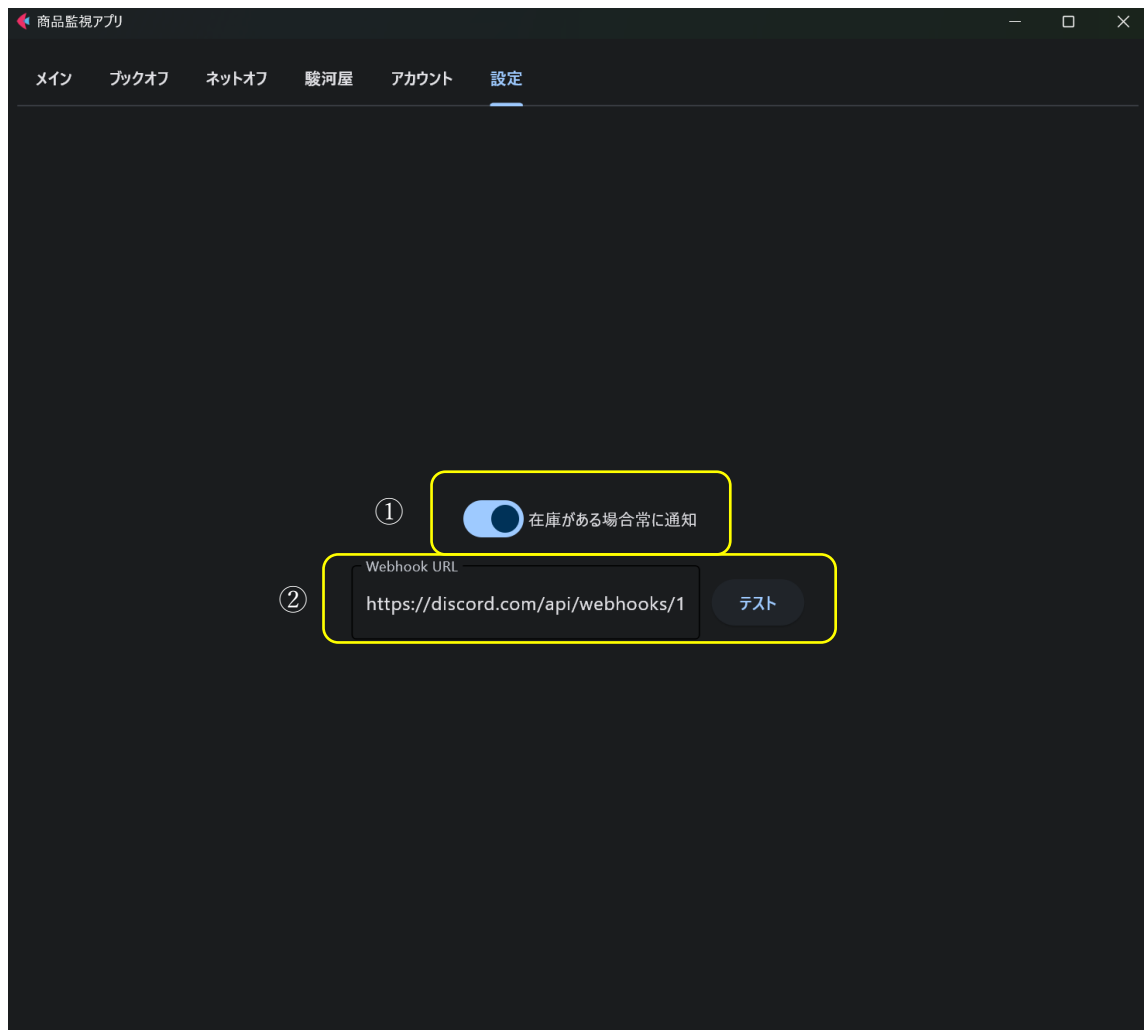 商品監視アプリ
メイン ブックオフ ネットオフ 駿河屋 アカウント 設定
① 在庫がある場合常に通知
Webhook URL
② https://discord.com/api/webhooks/1 テスト